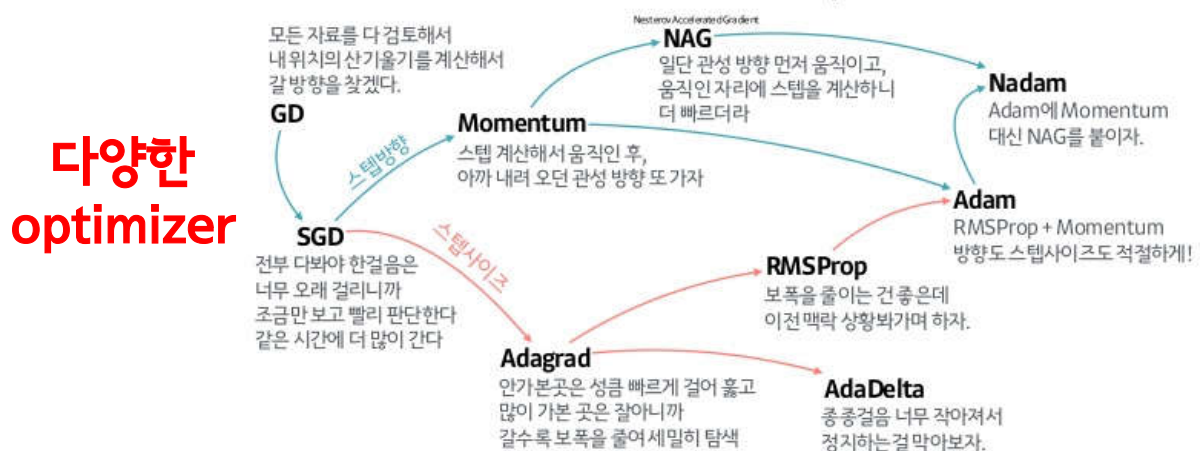 다양한
optimizer
모든 자료를 다 검토해서
내위치의 산기울기를 계산해서
갈 방향을 찾겠다.
GD
스텝방향
SGD
전부 다봐야 한걸음은
너무 오래 걸리니까
조금만 보고 빨리 판단한다
같은 시간에 더 많이 간다
스텝사이즈
Momentum
스텝 계산해서 움직인 후,
아까 내려 오던 관성 방향 또 가자
Nesterov Accelerated Gradient
NAG
일단 관성 방향 먼저 움직이고,
움직인 자리에 스텝을 계산하니
더 빠르더라
Nadam
Adam에 Momentum
대신 NAG를 붙이자.
Adam
RMSProp + Momentum
방향도 스텝사이즈도 적절하게!
RMSProp
보폭을 줄이는 건 좋은데
이전 맥락 상황봐가며 하자.
Adagrad
안가본곳은 성큼 빠르게 걸어 훑고
많이 가본 곳은 잘아니까
갈수록 보폭을 줄여 세밀히 탐색
AdaDelta
종종걸음 너무 작아져서
정지하는걸 막아보자.